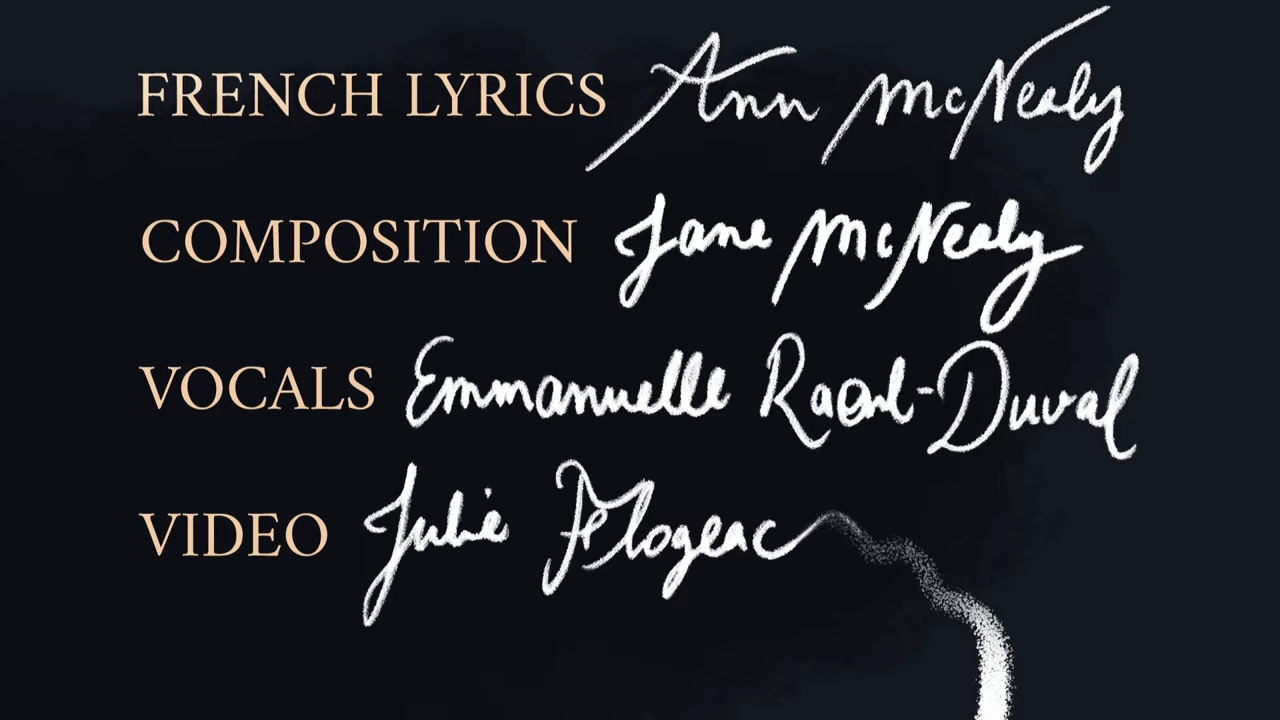 FRENCH LYRICS Ann McNealy
COMPOSITION Jane McNealy
VOCALS Emmanuelle Raoul-Duval
VIDEO Julie